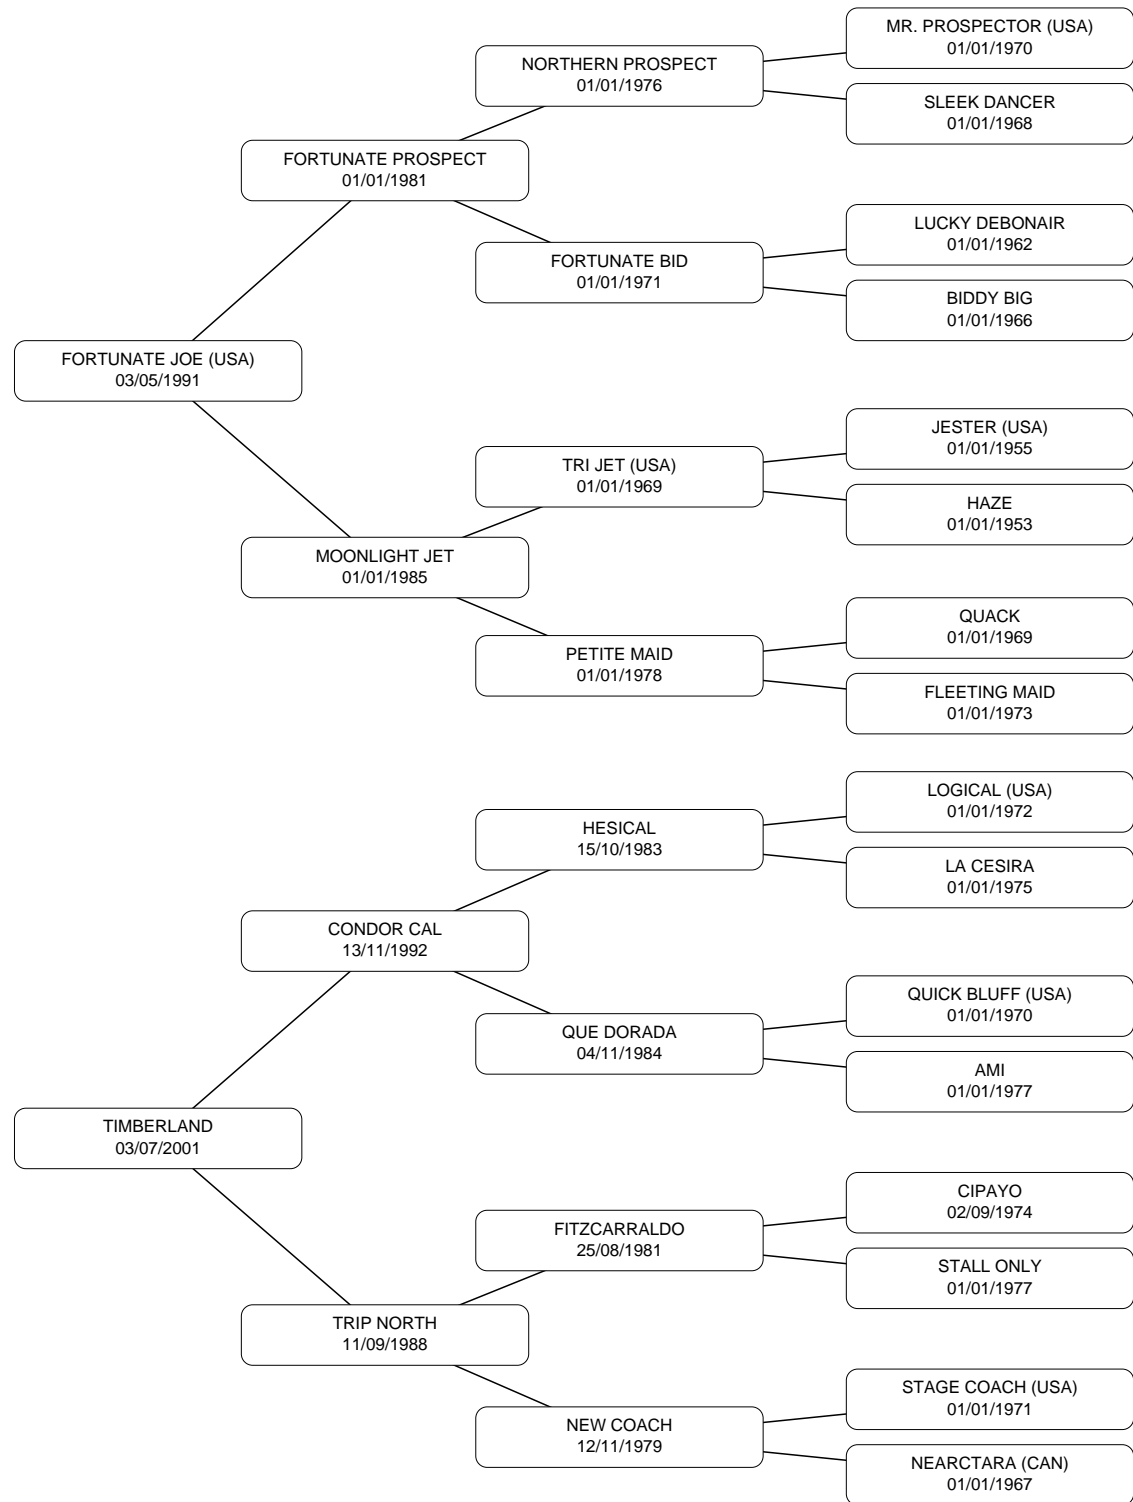 MR. PROSPECTOR (USA)
01/01/1970
NORTHERN PROSPECT
01/01/1976
SLEEK DANCER
01/01/1968
FORTUNATE PROSPECT
01/01/1981
LUCKY DEBONAIR
01/01/1962
FORTUNATE BID
01/01/1971
BIDDY BIG
01/01/1966
FORTUNATE JOE (USA)
03/05/1991
JESTER (USA)
01/01/1955
TRI JET (USA)
01/01/1969
HAZE
01/01/1953
MOONLIGHT JET
01/01/1985
QUACK
01/01/1969
PETITE MAID
01/01/1978
FLEETING MAID
01/01/1973
LOGICAL (USA)
01/01/1972
HESICAL
15/10/1983
LA CESIRA
01/01/1975
CONDOR CAL
13/11/1992
QUICK BLUFF (USA)
01/01/1970
QUE DORADA
04/11/1984
AMI
01/01/1977
TIMBERLAND
03/07/2001
CIPAYO
02/09/1974
FITZCARRALDO
25/08/1981
STALL ONLY
01/01/1977
TRIP NORTH
11/09/1988
STAGE COACH (USA)
01/01/1971
NEW COACH
12/11/1979
NEARCTARA (CAN)
01/01/1967